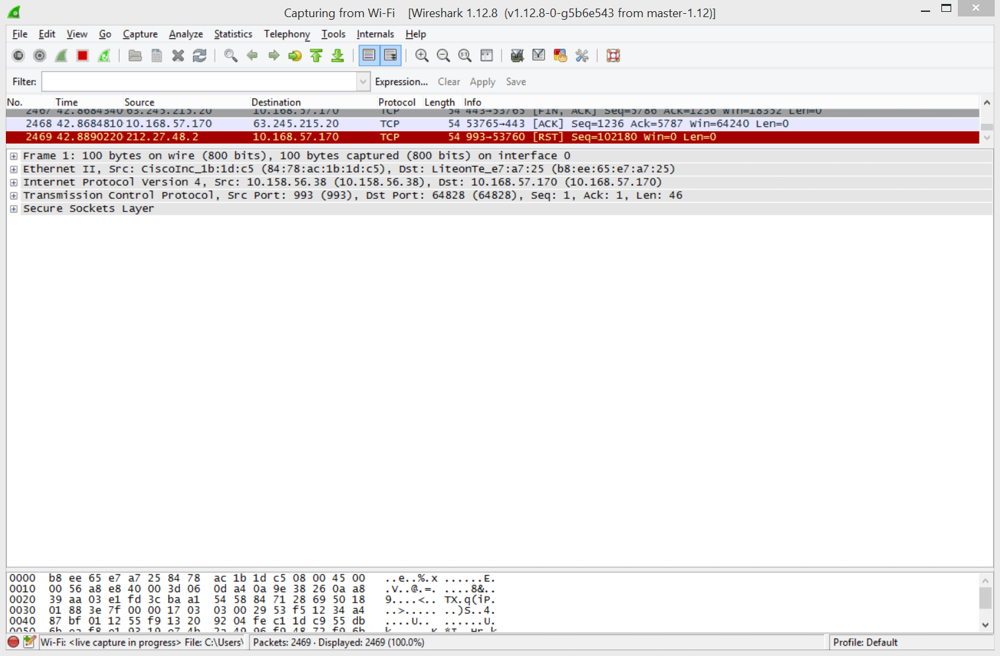 Capturing from Wi-Fi [Wireshark 1.12.8 (v1.12.8-0-g5b6e543 from master-1.12)]
File Edit View Go Capture Analyze Statistics Telephony Tools Internals Help
Filter: Expression... Clear Apply Save
No. Time Source Destination Protocol Length Info
2467 42.8684340 63.245.215.20 10.168.57.170 TCP 54 443→53765 [FIN, ACK] Seq=5786 Ack=1236 Win=18352 Len=0
2468 42.8684810 10.168.57.170 63.245.215.20 TCP 54 53765→443 [ACK] Seq=1236 Ack=5787 Win=64240 Len=0
2469 42.8890220 212.27.48.2 10.168.57.170 TCP 54 993→53760 [RST] Seq=102180 Win=0 Len=0
Frame 1: 100 bytes on wire (800 bits), 100 bytes captured (800 bits) on interface 0
Ethernet II, Src: CiscoInc_1b:1d:c5 (84:78:ac:1b:1d:c5), Dst: LiteonTe_e7:a7:25 (b8:ee:65:e7:a7:25)
Internet Protocol Version 4, Src: 10.158.56.38 (10.158.56.38), Dst: 10.168.57.170 (10.168.57.170)
Transmission Control Protocol, Src Port: 993 (993), Dst Port: 64828 (64828), Seq: 1, Ack: 1, Len: 46
Secure Sockets Layer
0000 b8 ee 65 e7 a7 25 84 78 ac 1b 1d c5 08 00 45 00 ..e..%.x ......E.
0010 00 56 a8 e8 40 00 3d 06 0d a4 0a 9e 38 26 0a a8 .V..@.=. ....8&..
0020 39 aa 03 e1 fd 3c ba a1 54 58 84 71 28 69 50 18 9....<.. TX.q(iP.
0030 01 88 3e 7f 00 00 17 03 03 00 29 53 f5 12 34 a4 ..>..... ..)S..4.
0040 87 bf 01 12 55 f9 13 20 92 04 fe c1 1d c9 55 db ....U.. ......U.
Wi-Fi: <live capture in progress> File: C:\Users\ Packets: 2469 · Displayed: 2469 (100.0%) Profile: Default